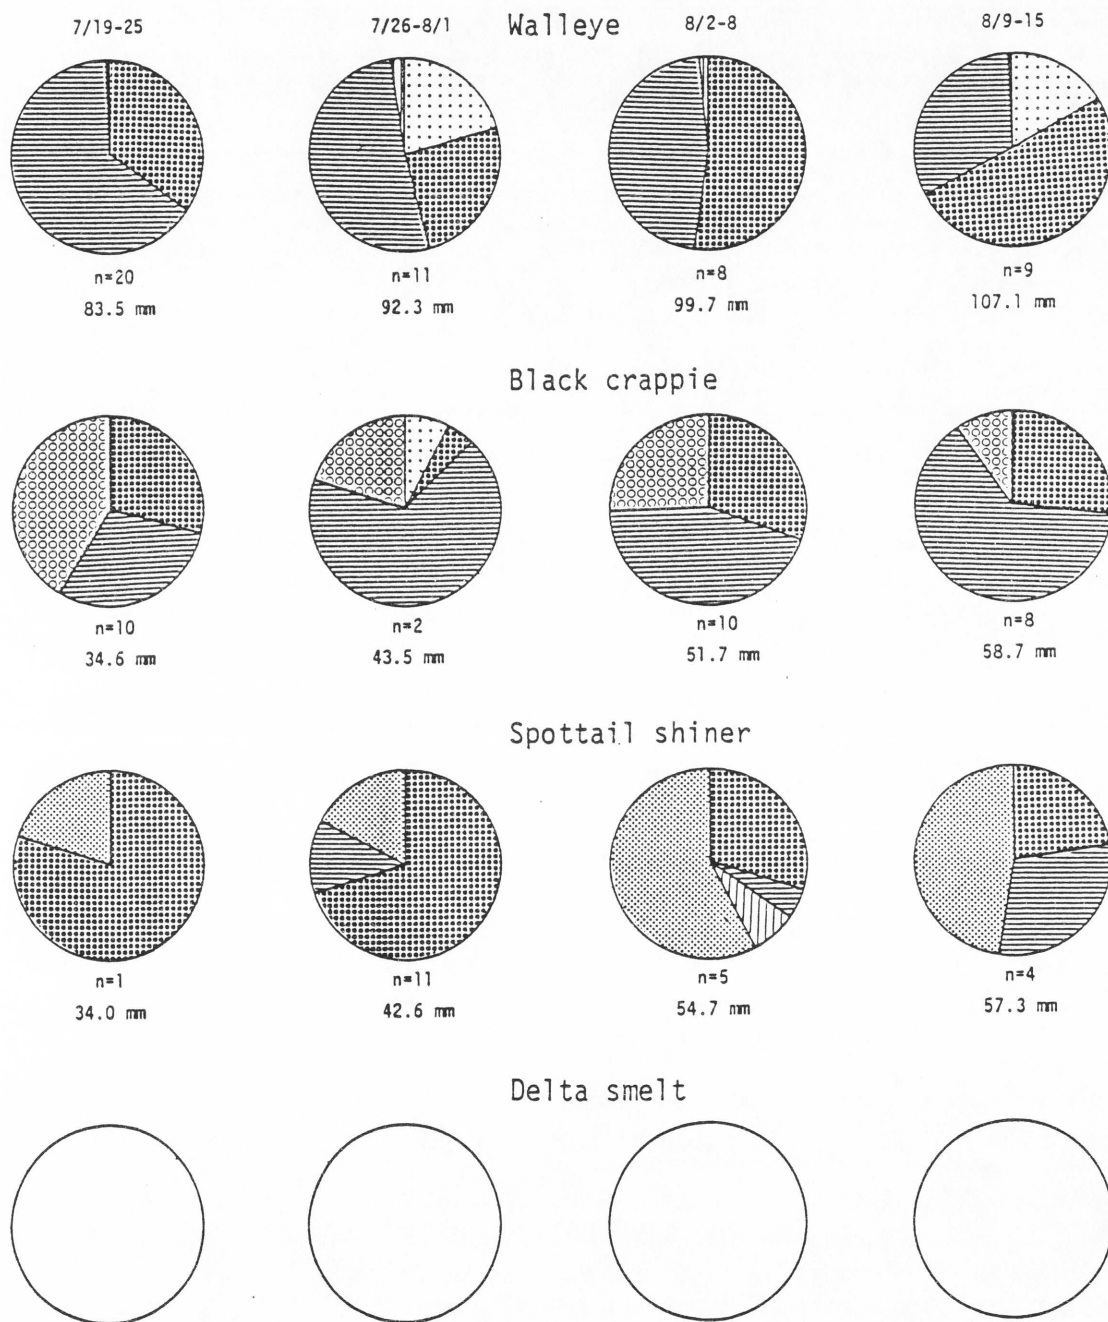 7/19-25 7/26-8/1 Walleye 8/2-8 8/9-15
n=20 n=11 n=8 n=9
83.5 mm 92.3 mm 99.7 mm 107.1 mm
Black crappie
n=10 n=2 n=10 n=8
34.6 mm 43.5 mm 51.7 mm 58.7 mm
Spottail shiner
n=1 n=11 n=5 n=4
34.0 mm 42.6 mm 54.7 mm 57.3 mm
Delta smelt